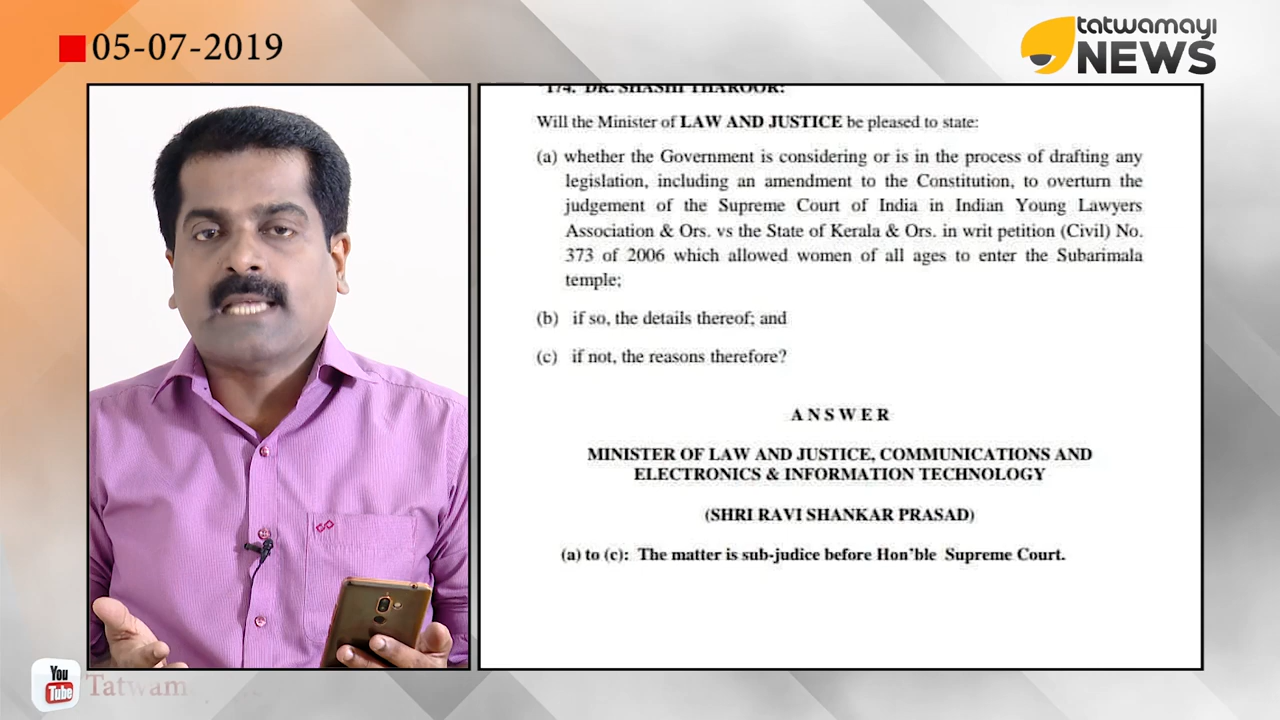 05-07-2019
tatwamayi
NEWS
174. DR. SHASHI THAROOR:
Will the Minister of LAW AND JUSTICE be pleased to state:
(a) whether the Government is considering or is in the process of drafting any
legislation, including an amendment to the Constitution, to overturn the
judgement of the Supreme Court of India in Indian Young Lawyers
Association & Ors. vs the State of Kerala & Ors. in writ petition (Civil) No.
373 of 2006 which allowed women of all ages to enter the Subarimala
temple;
(b) if so, the details thereof; and
(c) if not, the reasons therefore?
ANSWER
MINISTER OF LAW AND JUSTICE, COMMUNICATIONS AND
ELECTRONICS & INFORMATION TECHNOLOGY
(SHRI RAVI SHANKAR PRASAD)
(a) to (c): The matter is sub-judice before Hon'ble Supreme Court.
You
Tube
Tatwam